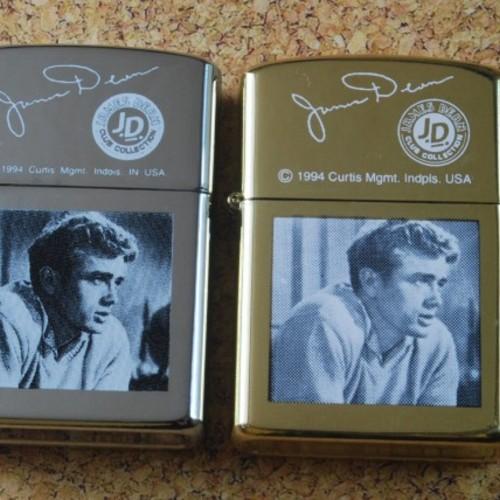 James Dean
JAMES DEAN
J.D.
CLUB COLLECTION
1994 Curtis Mgmt. Indpls. IN USA
James Dean
JAMES DEAN
J.D.
CLUB COLLECTION
© 1994 Curtis Mgmt. Indpls. USA